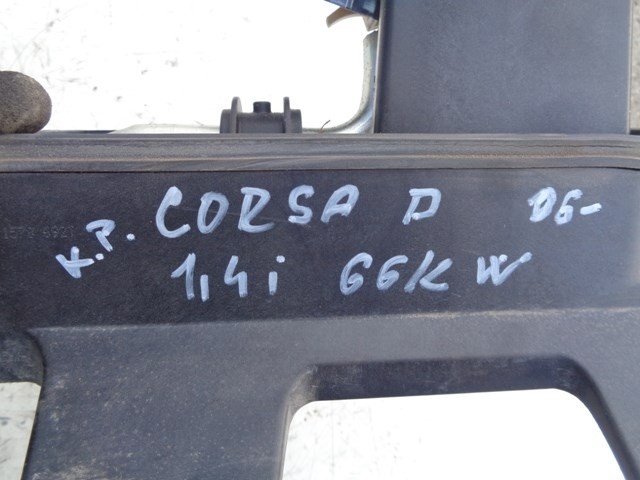 CORSA D 06-
K.P. 1,4i 66KW